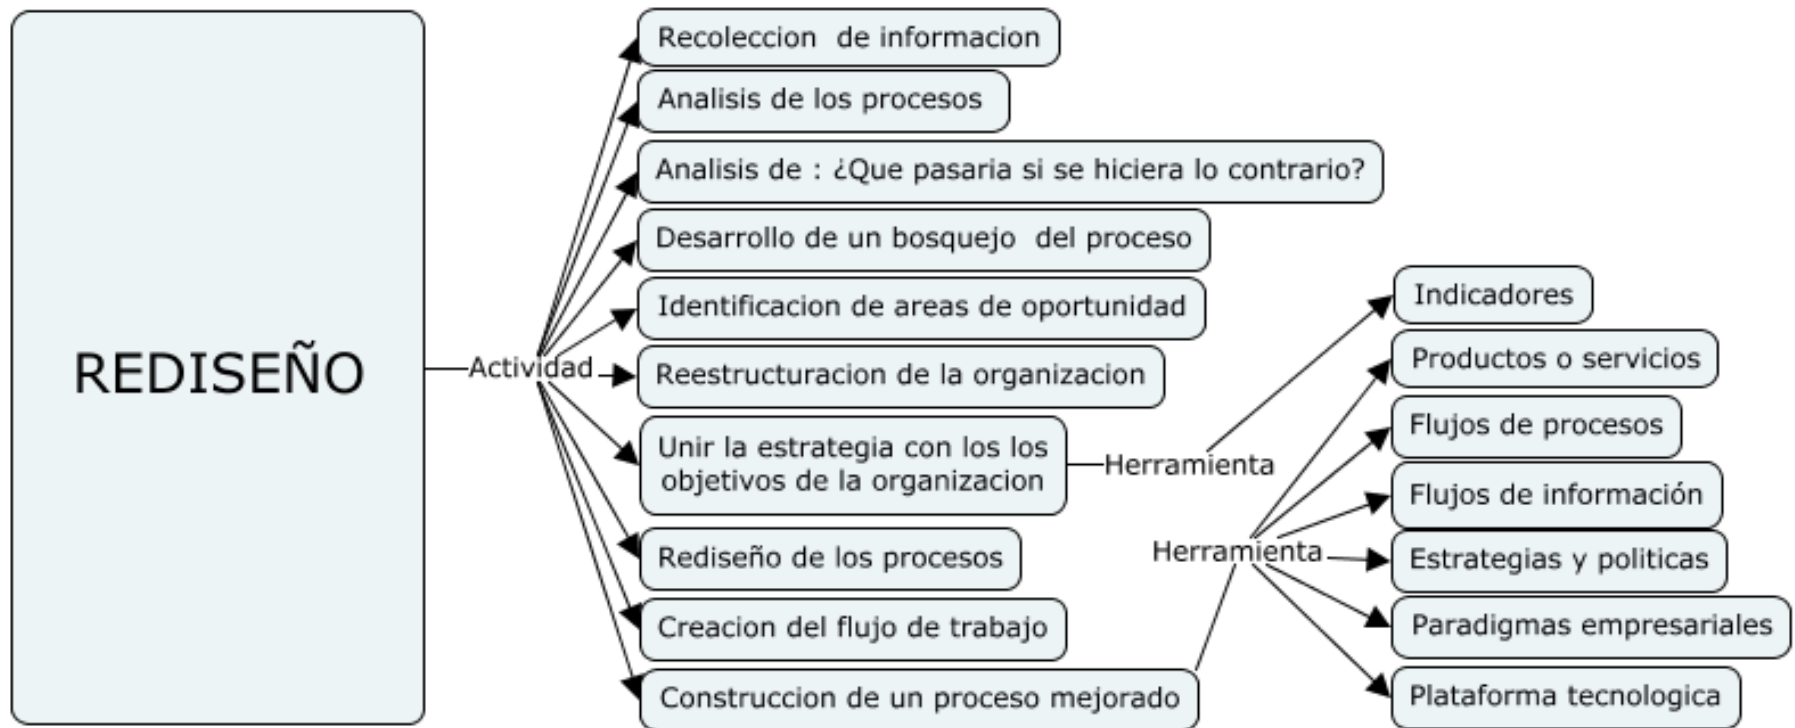 REDISEÑO
Actividad
Recoleccion de informacion
Analisis de los procesos
Analisis de : ¿Que pasaria si se hiciera lo contrario?
Desarrollo de un bosquejo del proceso
Identificacion de areas de oportunidad
Reestructuracion de la organizacion
Unir la estrategia con los los
objetivos de la organizacion
Rediseño de los procesos
Creacion del flujo de trabajo
Construccion de un proceso mejorado
Herramienta
Indicadores
Herramienta
Productos o servicios
Flujos de procesos
Flujos de información
Estrategias y politicas
Paradigmas empresariales
Plataforma tecnologica